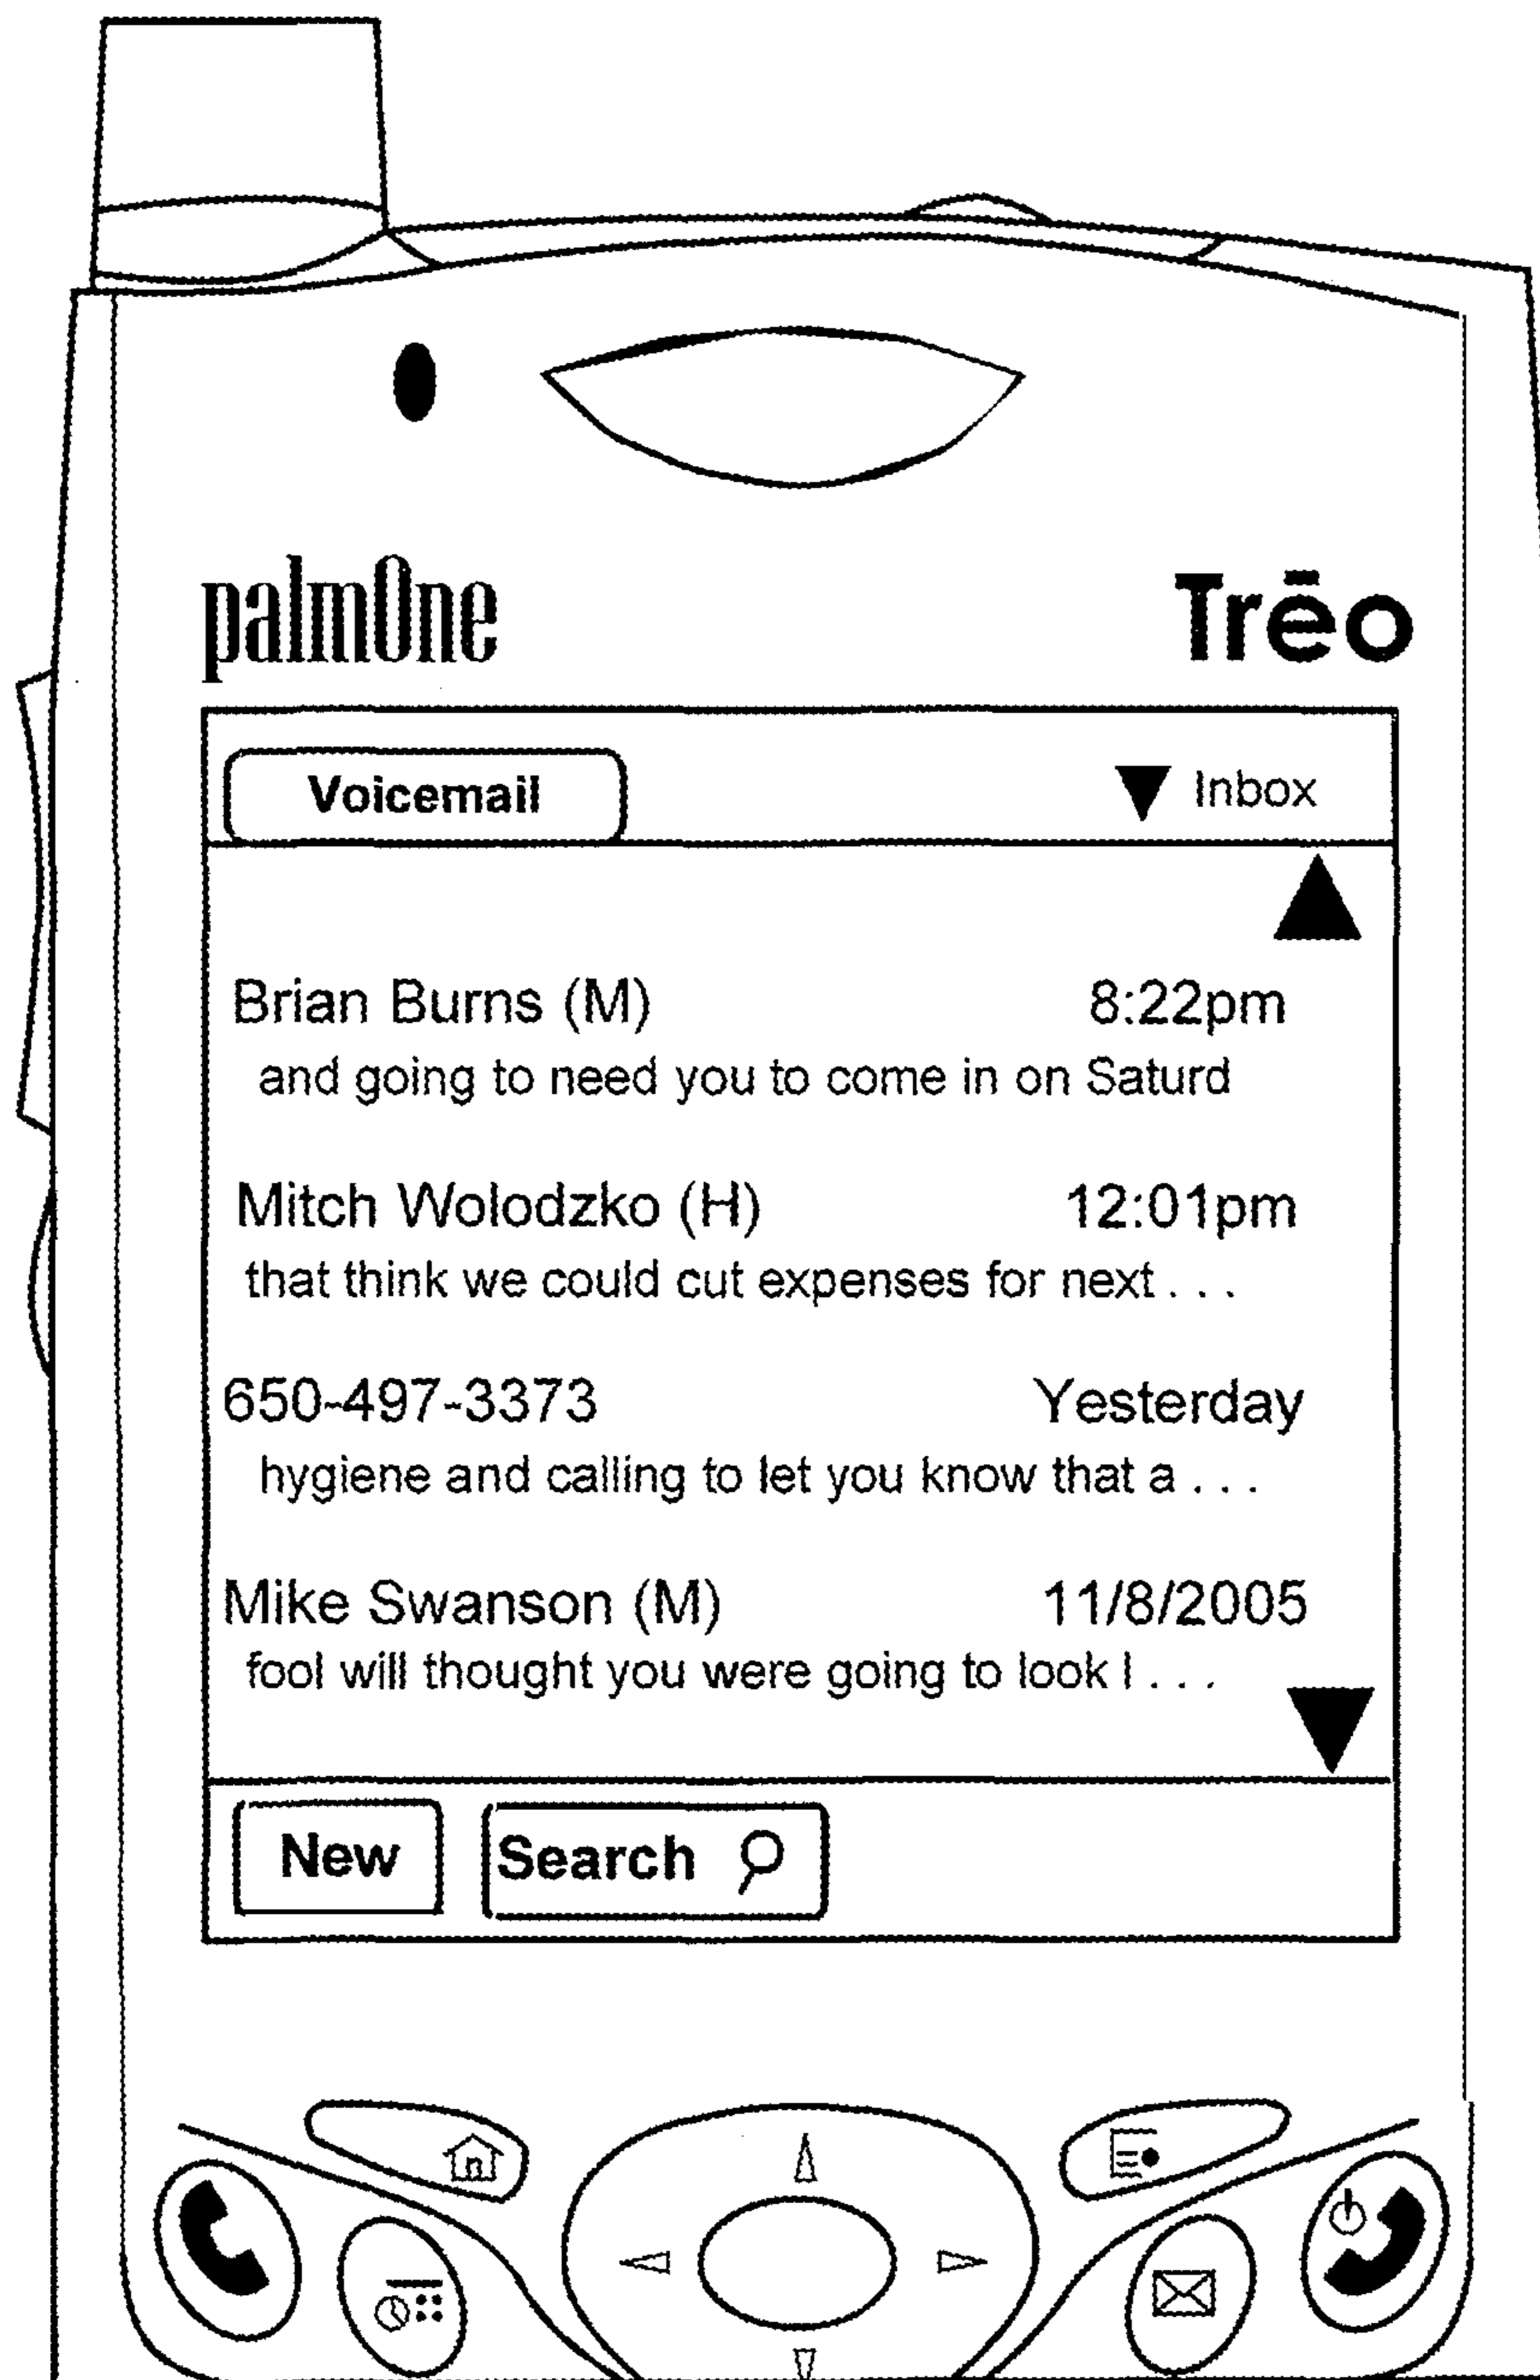 palmOne Trēo
Voicemail ▼ Inbox
Brian Burns (M) 8:22pm
and going to need you to come in on Saturd
Mitch Wolodzko (H) 12:01pm
that think we could cut expenses for next . . .
650-497-3373 Yesterday
hygiene and calling to let you know that a . . .
Mike Swanson (M) 11/8/2005
fool will thought you were going to look l . . .
New Search